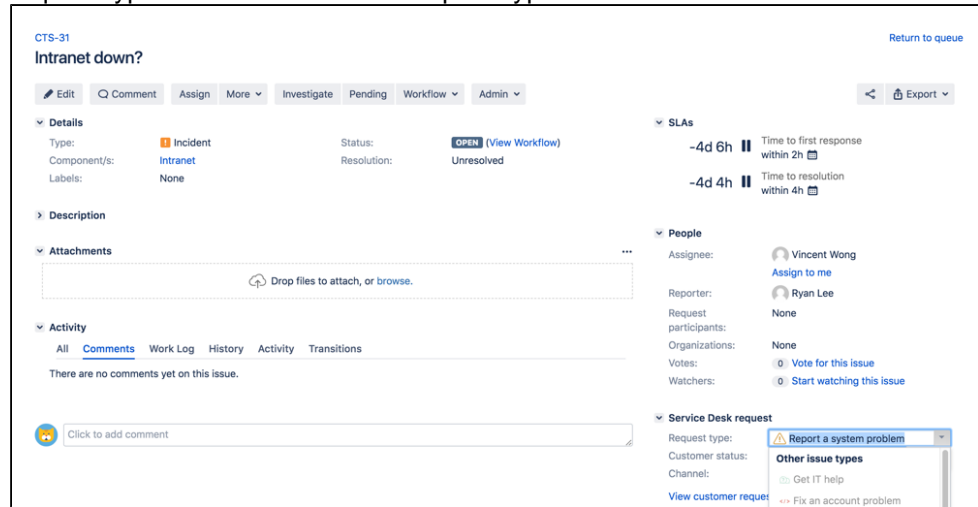 CTS-31
Return to queue
Intranet down?
Edit Comment Assign More Investigate Pending Workflow Admin Export
Details
Type: Incident Status: OPEN (View Workflow)
Component/s: Intranet Resolution: Unresolved
Labels: None
Description
Attachments
Drop files to attach, or browse.
Activity
All Comments Work Log History Activity Transitions
There are no comments yet on this issue.
Click to add comment
SLAs
-4d 6h Time to first response
within 2h
-4d 4h Time to resolution
within 4h
People
Assignee: Vincent Wong
Assign to me
Reporter: Ryan Lee
Request None
participants:
Organizations: None
Votes: 0 Vote for this issue
Watchers: 0 Start watching this issue
Service Desk request
Request type: Report a system problem
Customer status: Other issue types
Channel: Get IT help
View customer reque Fix an account problem